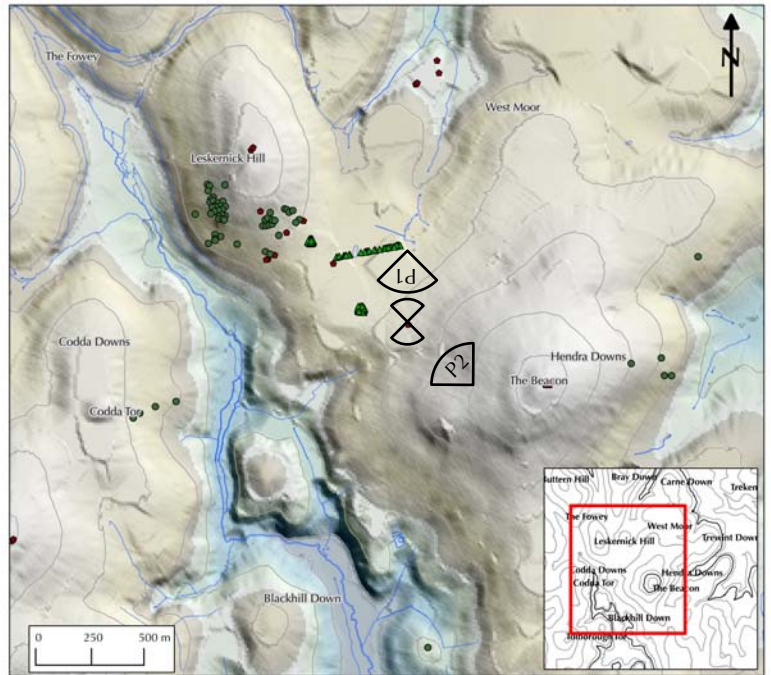 The Fowey
N
West Moor
Leskernick Hill
P1
Codda Downs
Hendra Downs
P2
The Beacon
Codda Tor
Blackhill Down
0 250 500 m
Bray Down
Carne Down
The Fowey
West Moor
Leskernick Hill
Codda Downs
Hendra Downs
Codda Tor
The Beacon
Blackhill Down